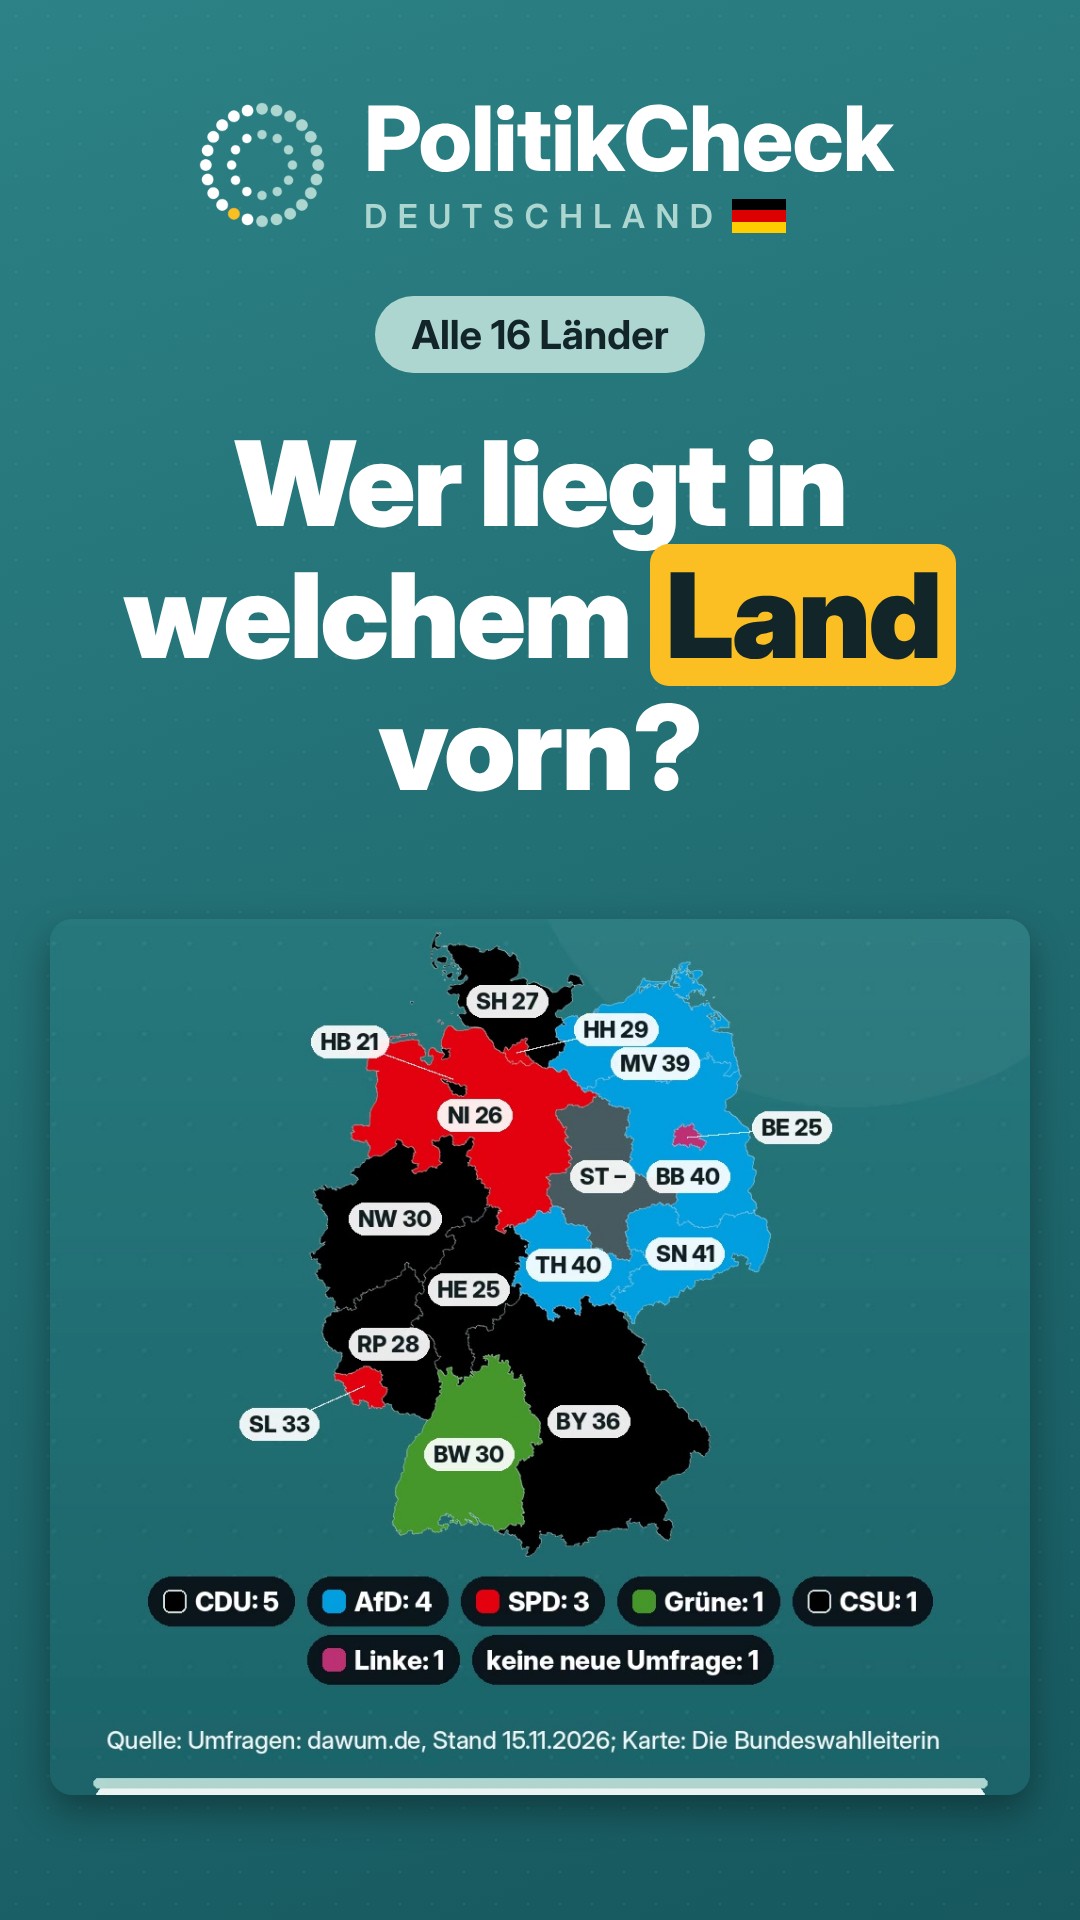 PolitikCheck
DEUTSCHLAND
Alle 16 Länder
Wer liegt in
welchem Land
vorn?
SH 27
HB 21
HH 29
MV 39
NI 26
BE 25
ST –
BB 40
NW 30
TH 40
SN 41
HE 25
RP 28
SL 33
BY 36
BW 30
CDU: 5
AfD: 4
SPD: 3
Grüne: 1
CSU: 1
Linke: 1
keine neue Umfrage: 1
Quelle: Umfragen: dawum.de, Stand 15.11.2026; Karte: Die Bundeswahlleiterin